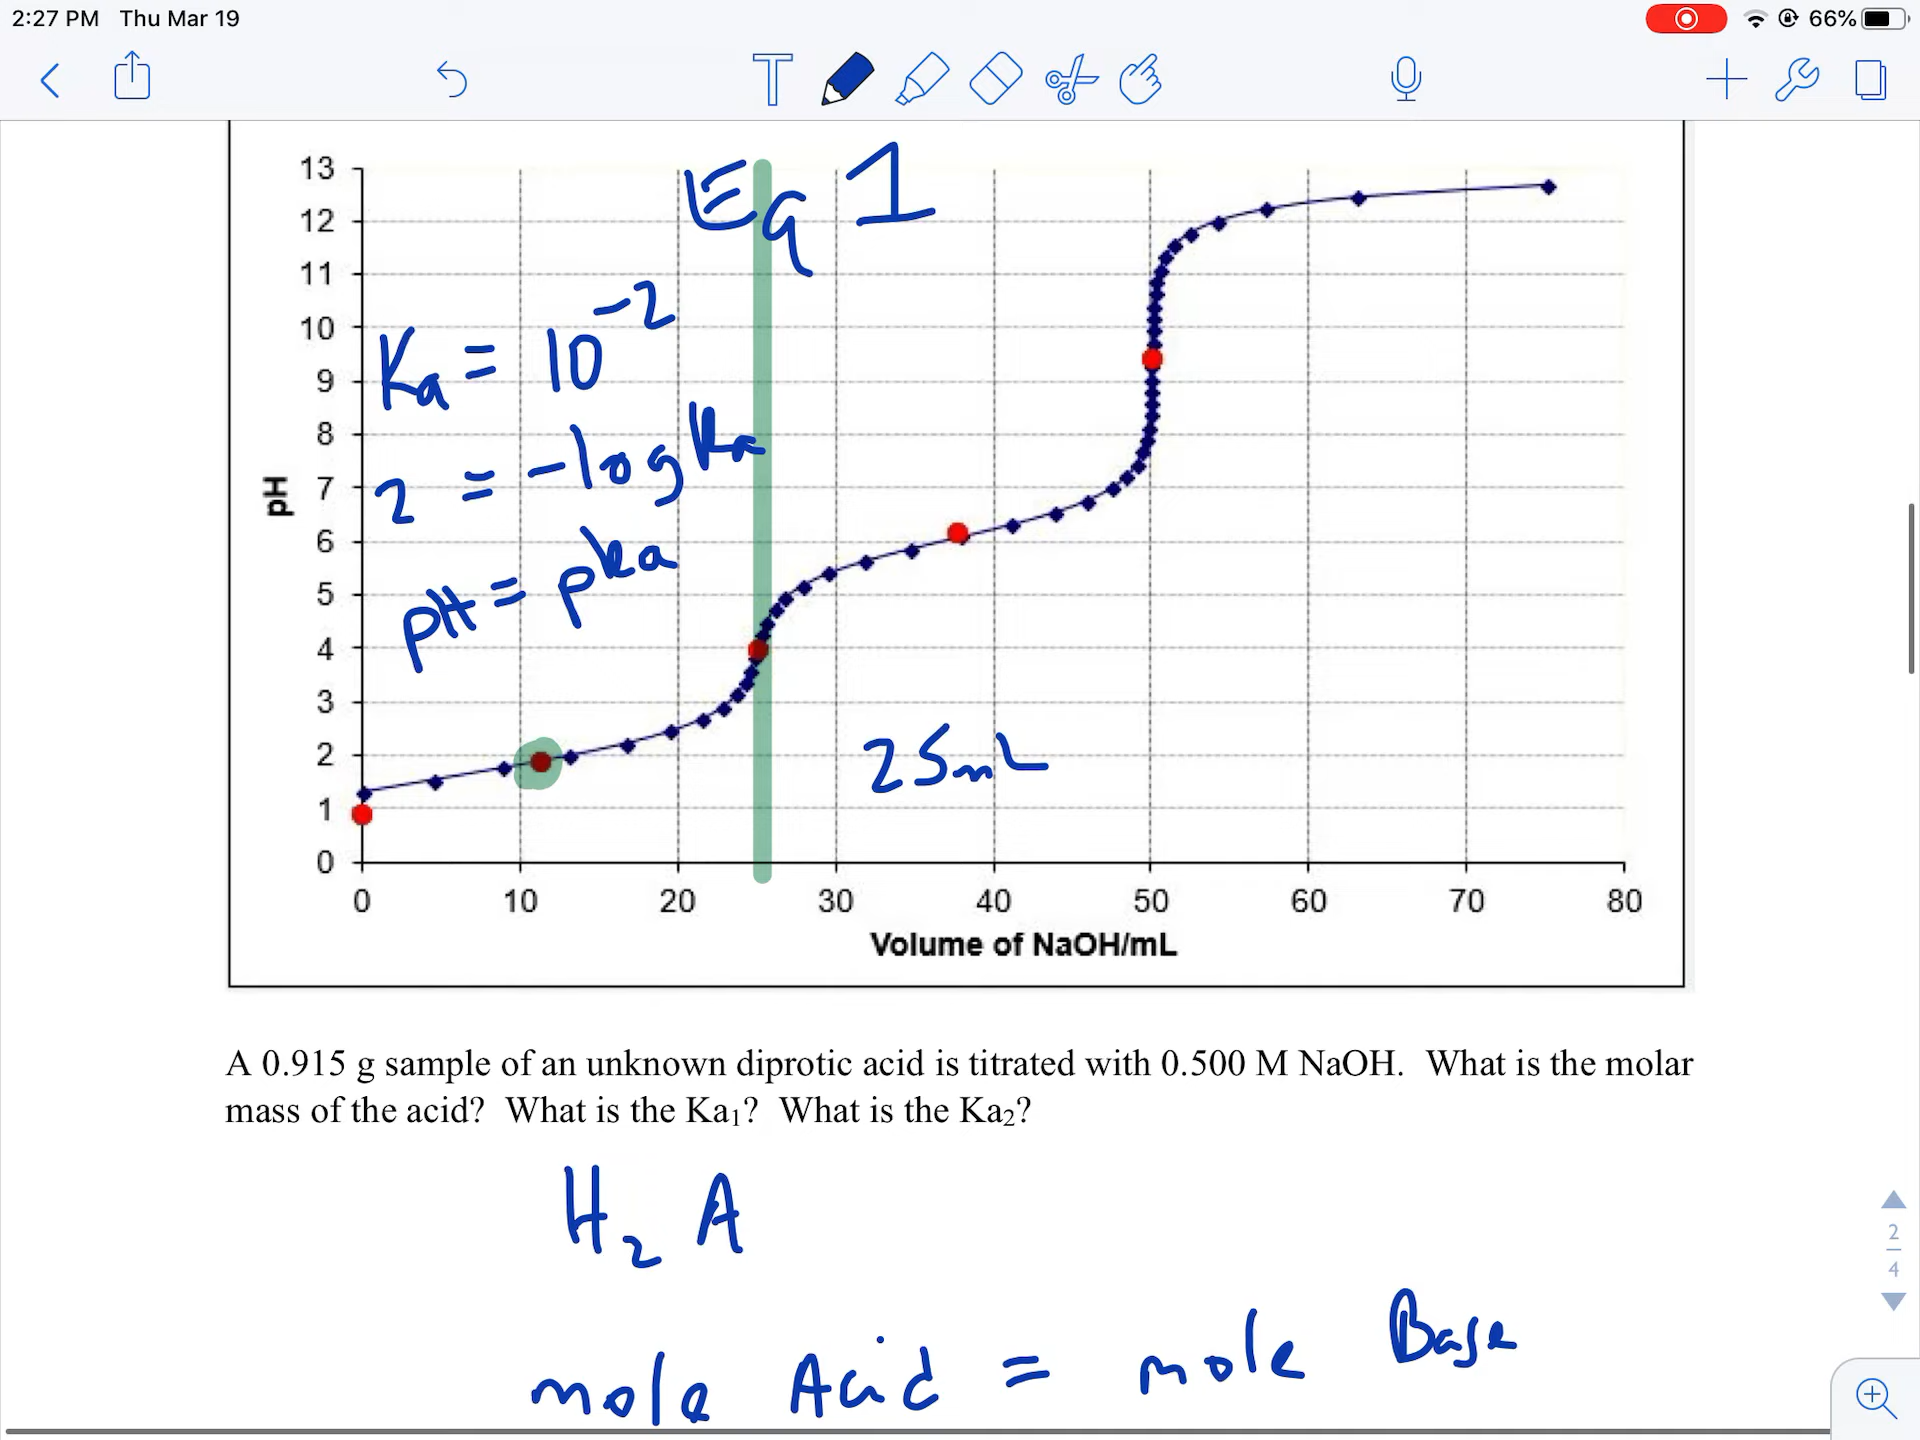 2:27 PM Thu Mar 19
66%
T
Eq 1
13
12
11
10
9
8
7
6
5
4
3
2
1
0
pH
Ka = 10⁻²
2 = -log Ka
pH = pKa
25mL
0 10 20 30 40 50 60 70 80
Volume of NaOH/mL
A 0.915 g sample of an unknown diprotic acid is titrated with 0.500 M NaOH. What is the molar
mass of the acid? What is the Ka₁? What is the Ka₂?
H₂ A
mole Acid = mole Base
2
4